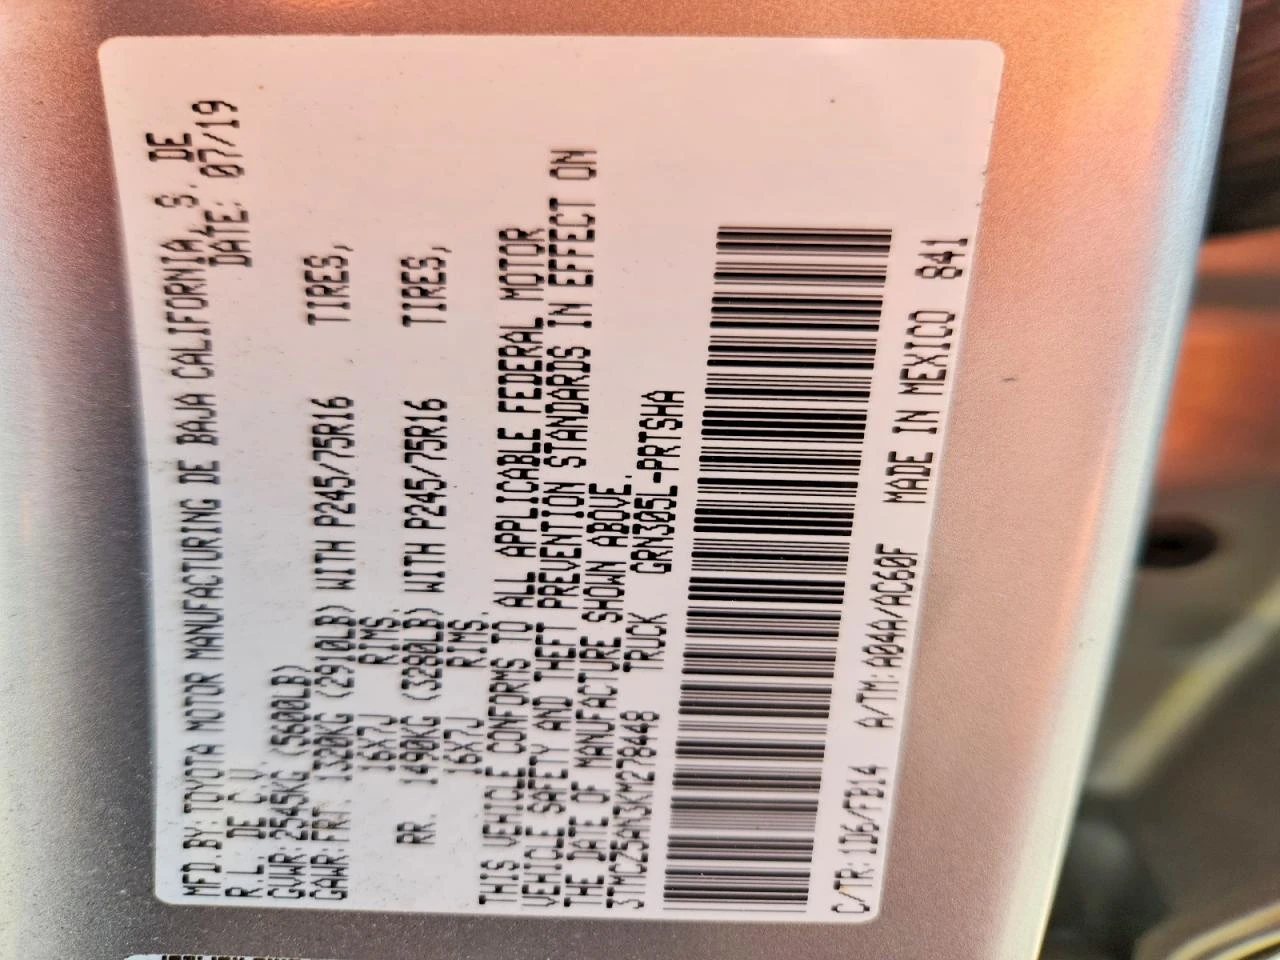 MFD.BY:TOYOTA MOTOR MANUFACTURING DE BAJA CALIFORNIA, S. DE
R.L. DE C.V. DATE: 07/19
GVWR:2545KG (5600LB)
GAWR:FRT. 1320KG (2910LB) WITH P245/75R16 TIRES,
16X7J RIMS.
RR. 1490KG (3280LB) WITH P245/75R16 TIRES,
16X7J RIMS.
THIS VEHICLE CONFORMS TO ALL APPLICABLE FEDERAL MOTOR
VEHICLE SAFETY AND THEFT PREVENTION STANDARDS IN EFFECT ON
THE DATE OF MANUFACTURE SHOWN ABOVE.
3TMCZ5AN3KM278448 TRUCK GRN305L-PRTSHA
C/TR:1D6/FD14 A/TM:A04A/AC60F MADE IN MEXICO 841